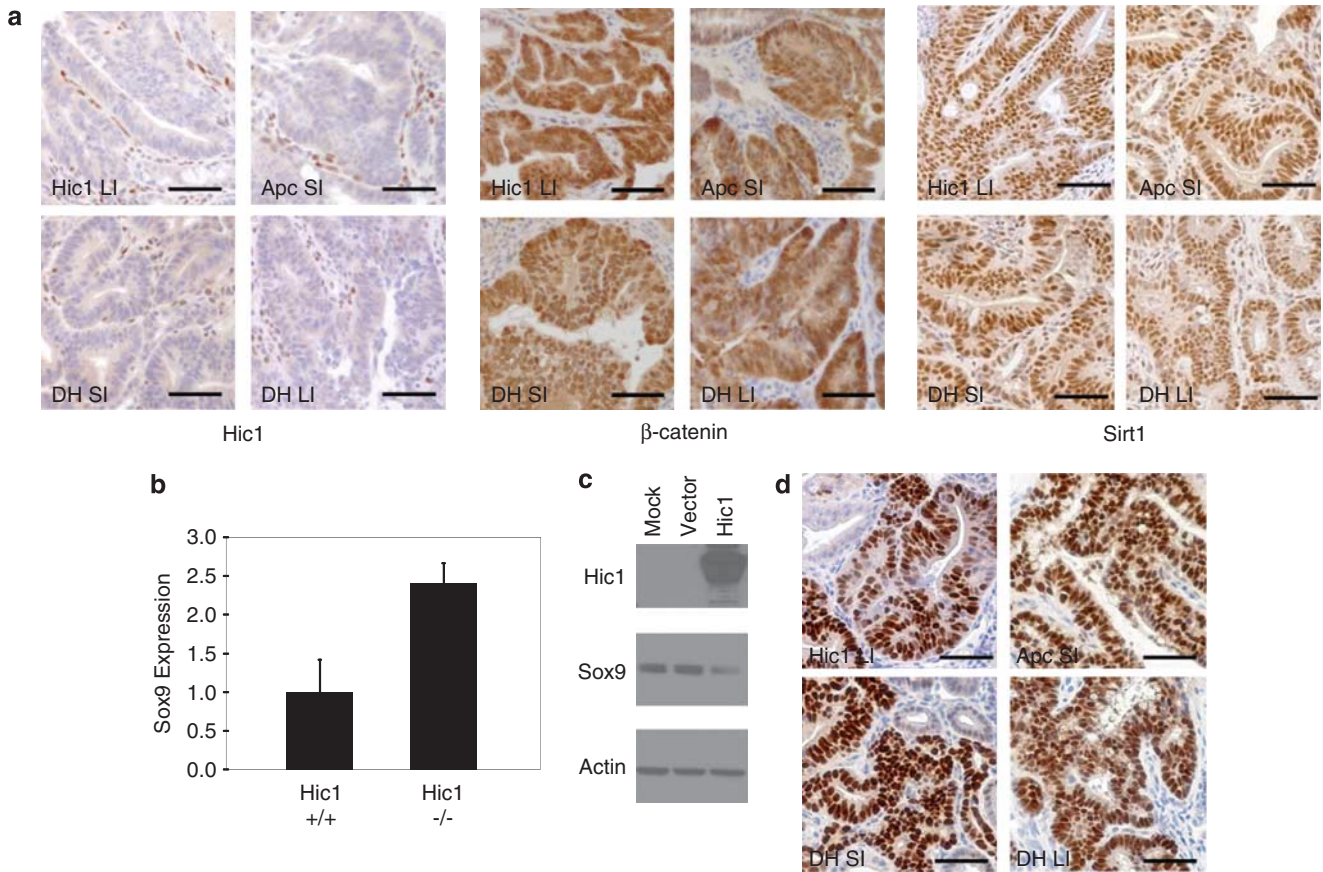 a
Hic1 LI
Apc SI
DH SI
DH LI
Hic1
Hic1 LI
Apc SI
DH SI
DH LI
β-catenin
Hic1 LI
Apc SI
DH SI
DH LI
Sirt1
b
Sox9 Expression
3.0
2.5
2.0
1.5
1.0
0.5
0.0
Hic1
+/+
Hic1
-/-
c
Mock
Vector
Hic1
Hic1
Sox9
Actin
d
Hic1 LI
Apc SI
DH SI
DH LI